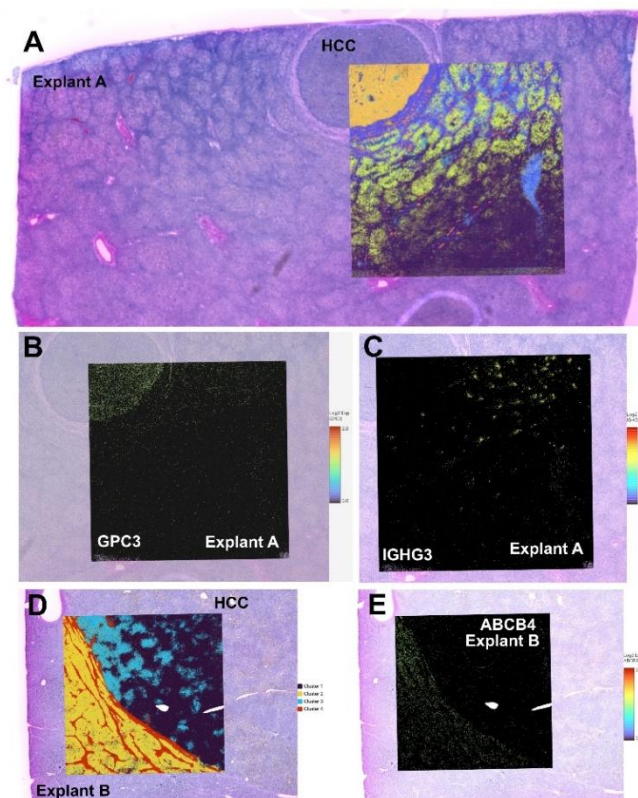 A
HCC
Explant A
B
GPC3
Explant A
C
IGHG3
Explant A
D
HCC
Cluster 1
Cluster 2
Cluster 3
Cluster 4
Explant B
E
ABCB4
Explant B